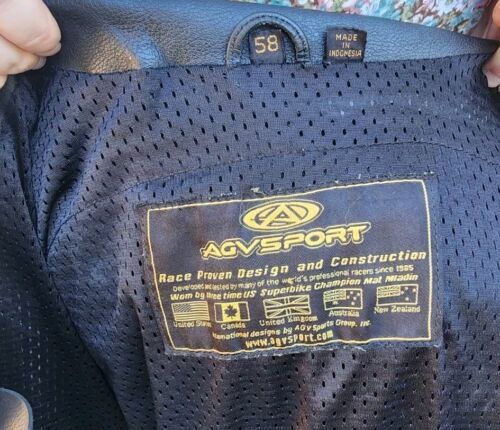 58
MADE
IN
INDONESIA
AGVSPORT
Race Proven Design and Construction
Developed and tested by many of the world's professional racers since 1985
Worn by three time US Superbike Champion Mat Mladin
United States
Canada
United Kingdom
Australia
New Zealand
International designs by AGV Sports Group, Inc.
www.agvsport.com